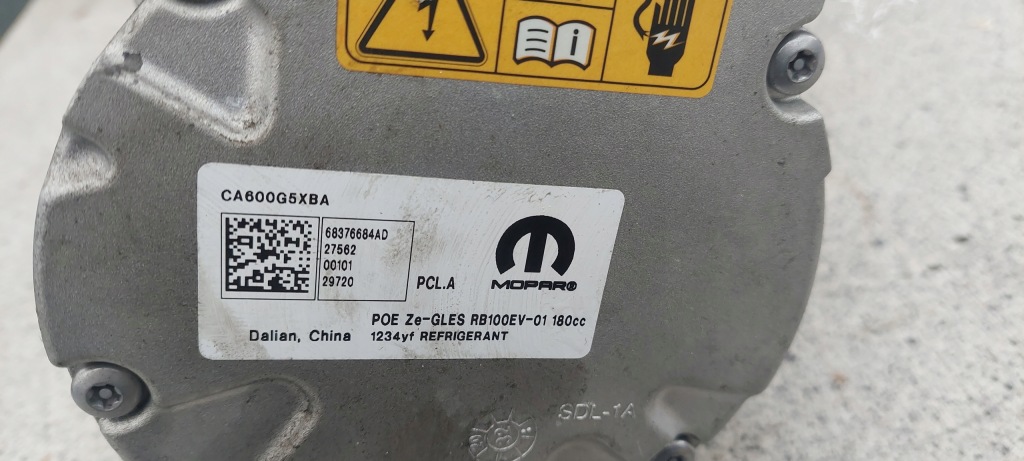 CA600G5XBA
68376684AD
27562
00101
29720
PCL.A
MOPAR®
POE Ze-GLES RB100EV-01 180cc
Dalian, China 1234yf REFRIGERANT
SDL-1A